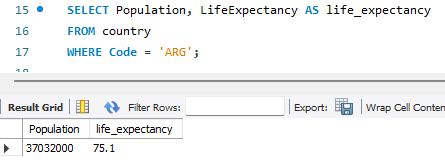 15 SELECT Population, LifeExpectancy AS life_expectancy
16 FROM country
17 WHERE Code = 'ARG';
18
Result Grid Filter Rows: Export: Wrap Cell Conten
Population life_expectancy
37032000 75.1